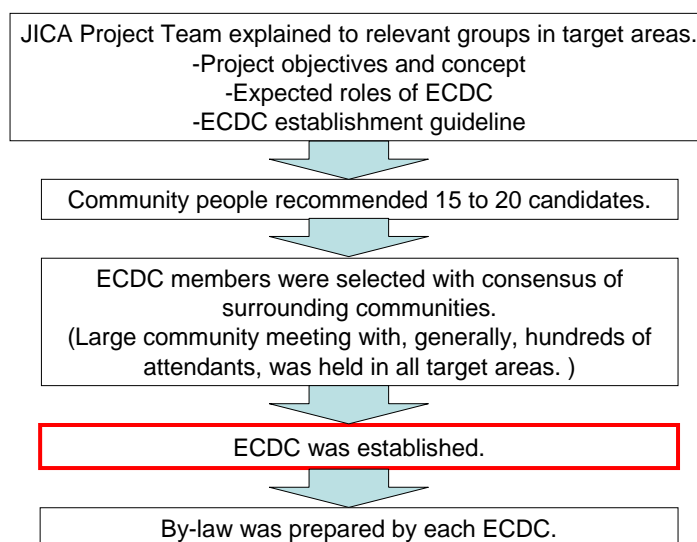 JICA Project Team explained to relevant groups in target areas.
-Project objectives and concept
-Expected roles of ECDC
-ECDC establishment guideline
Community people recommended 15 to 20 candidates.
ECDC members were selected with consensus of
surrounding communities.
(Large community meeting with, generally, hundreds of
attendants, was held in all target areas. )
ECDC was established.
By-law was prepared by each ECDC.